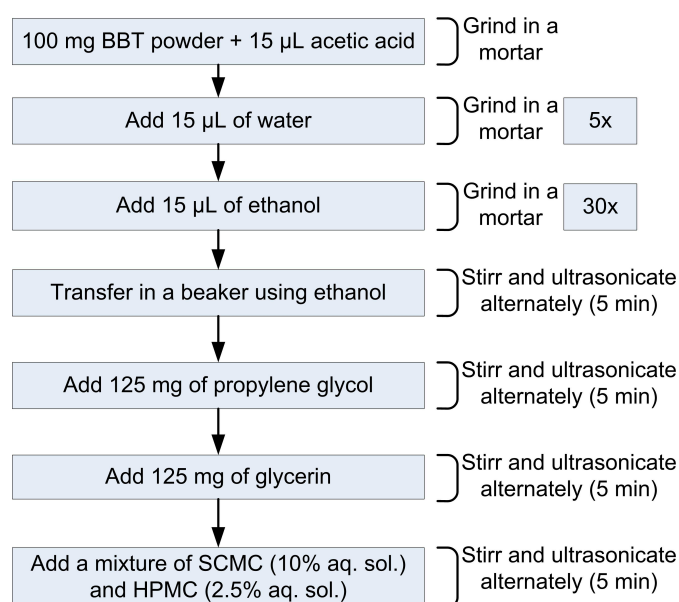 100 mg BBT powder + 15 µL acetic acid
Grind in a
mortar
Add 15 µL of water
Grind in a
mortar
5x
Add 15 µL of ethanol
Grind in a
mortar
30x
Transfer in a beaker using ethanol
Stirr and ultrasonicate
alternately (5 min)
Add 125 mg of propylene glycol
Stirr and ultrasonicate
alternately (5 min)
Add 125 mg of glycerin
Stirr and ultrasonicate
alternately (5 min)
Add a mixture of SCMC (10% aq. sol.)
and HPMC (2.5% aq. sol.)
Stirr and ultrasonicate
alternately (5 min)